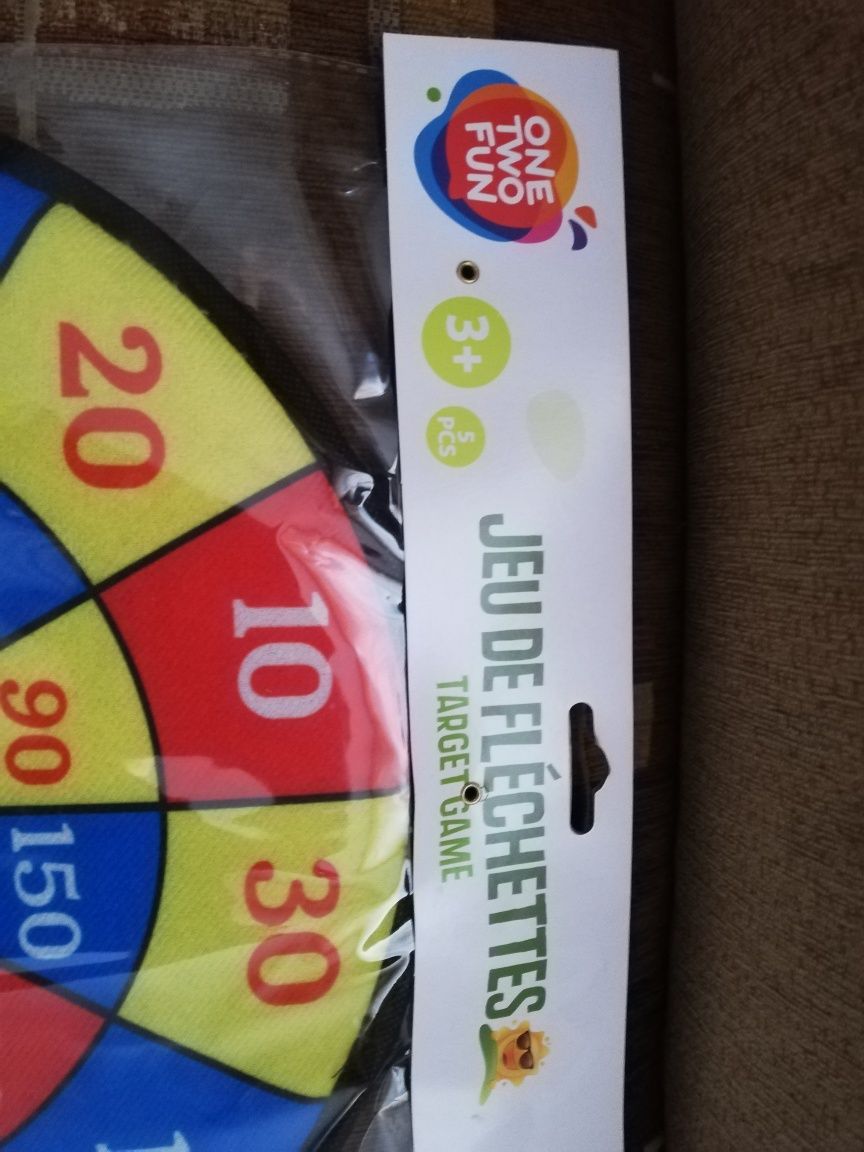 ONE
TWO
FUN
3+
5
PCS
JEU DE FLÉCHETTES
TARGET GAME
20
10
30
90
150